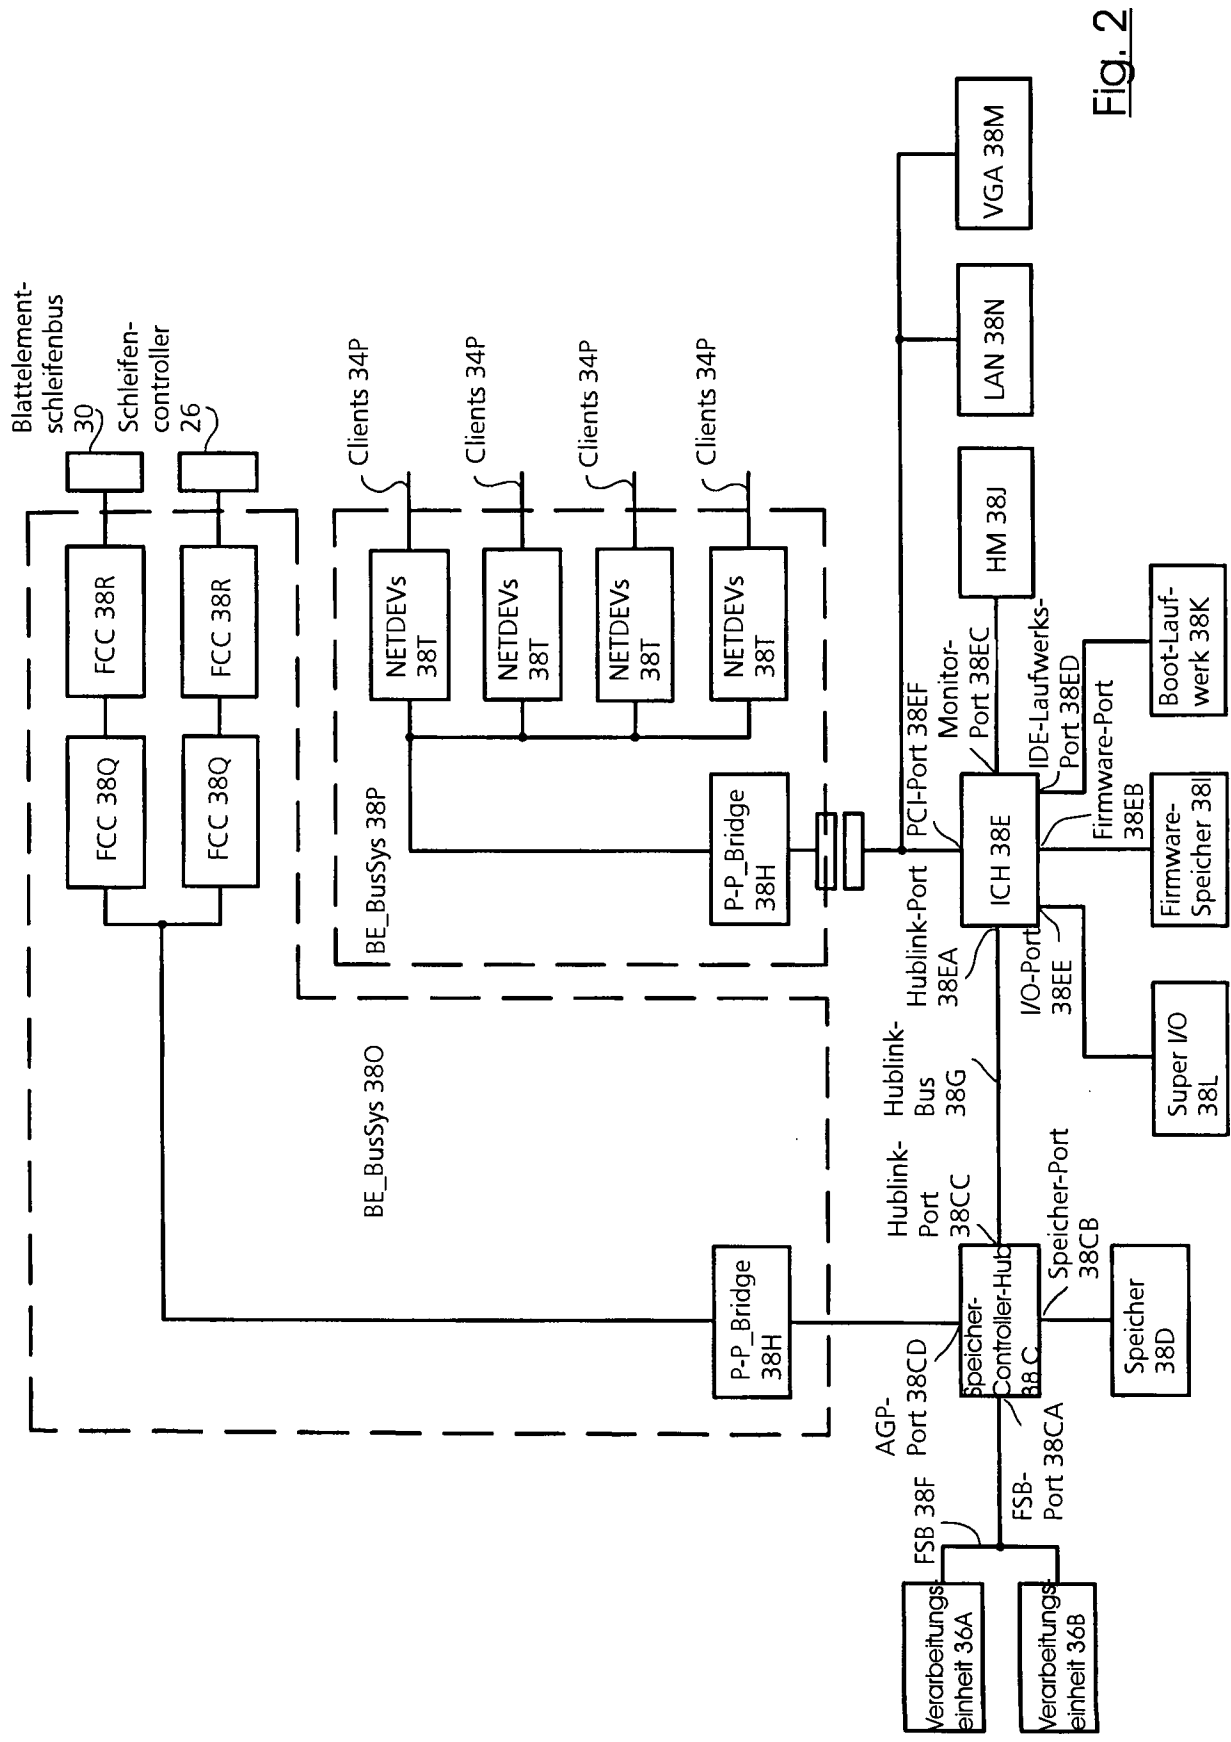 Blattelement-
schleifenbus
30
Schleifen-
controller
26
FCC 38R
FCC 38R
FCC 38Q
FCC 38Q
Clients 34P
Clients 34P
Clients 34P
Clients 34P
NETDEVs
38T
NETDEVs
38T
NETDEVs
38T
NETDEVs
38T
BE_BusSys 38P
P-P_Bridge
38H
BE_BusSys 38O
P-P_Bridge
38H
VGA 38M
LAN 38N
HM 38J
PCI-Port 38EF
Monitor-
Port 38EC
IDE-Laufwerks-
Port 38ED
Boot-Lauf-
werk 38K
ICH 38E
Firmware-Port
38EB
Firmware-
Speicher 38I
Hublink-Port
38EA
I/O-Port
38EE
Super I/O
38L
Hublink-
Bus
38G
Hublink-
Port
38CC
Speicher-
Controller-Hub
38 C
Speicher-Port
38CB
Speicher
38D
AGP-
Port 38CD
FSB-
Port 38CA
FSB 38F
Verarbeitungs-
einheit 36A
Verarbeitungs-
einheit 36B
Fig. 2